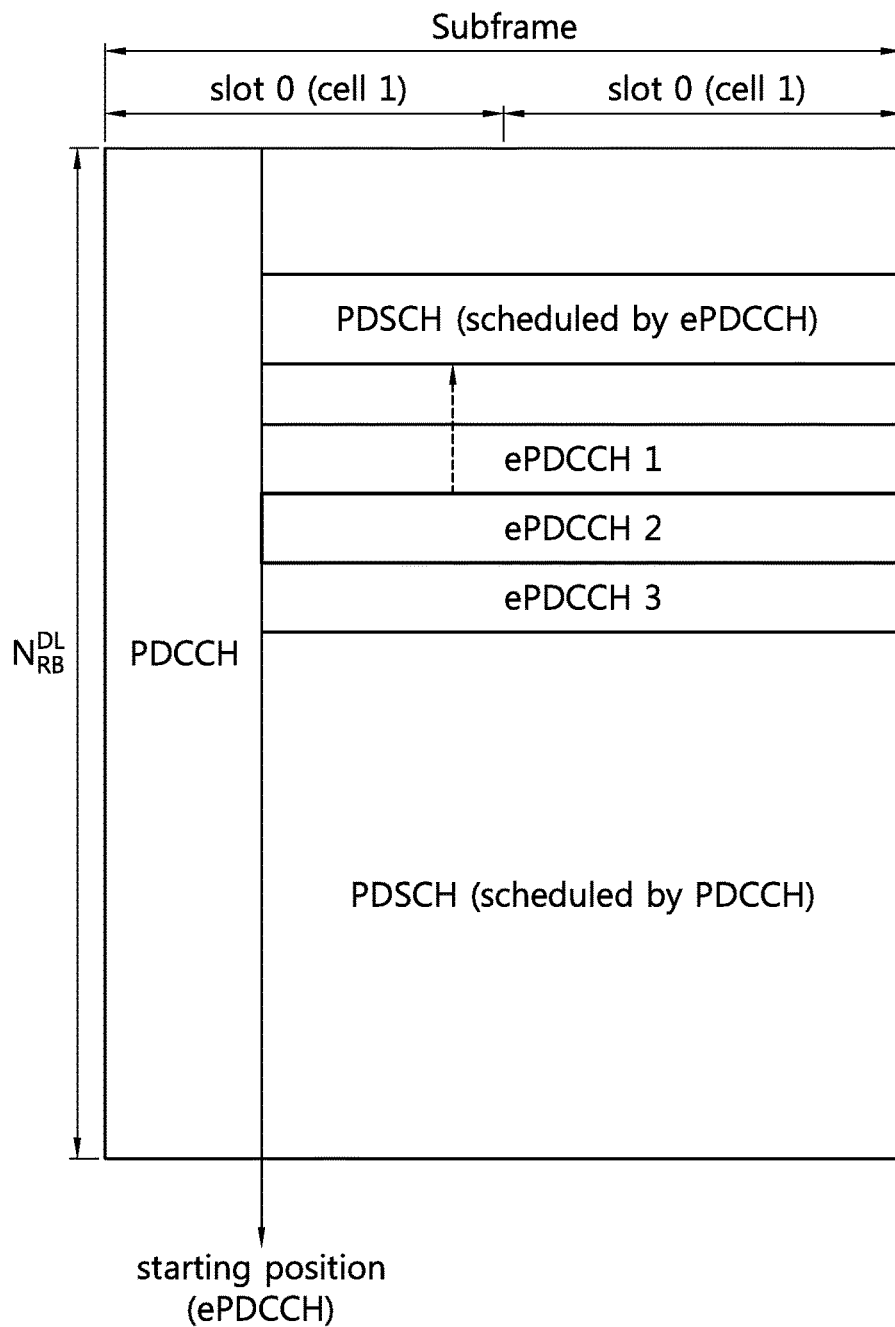 Subframe
slot 0 (cell 1) slot 0 (cell 1)
PDSCH (scheduled by ePDCCH)
ePDCCH 1
ePDCCH 2
ePDCCH 3
N_RB^DL PDCCH
PDSCH (scheduled by PDCCH)
starting position
(ePDCCH)